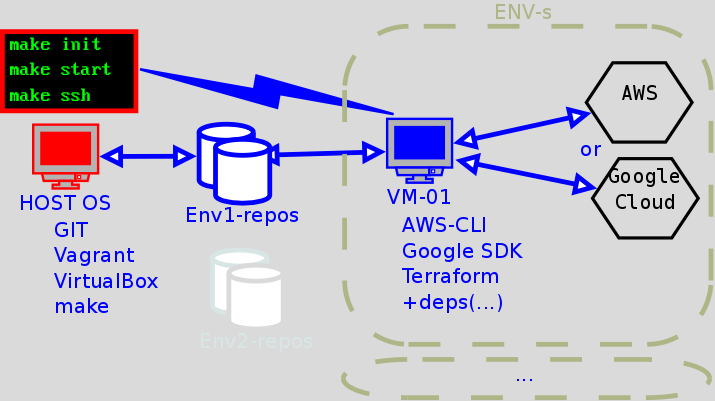 ENV-s
make init
make start
make ssh
AWS
or
Google
Cloud
HOST OS
GIT
Vagrant
VirtualBox
make
Env1-repos
VM-01
AWS-CLI
Google SDK
Terraform
+deps(...)
Env2-repos
...